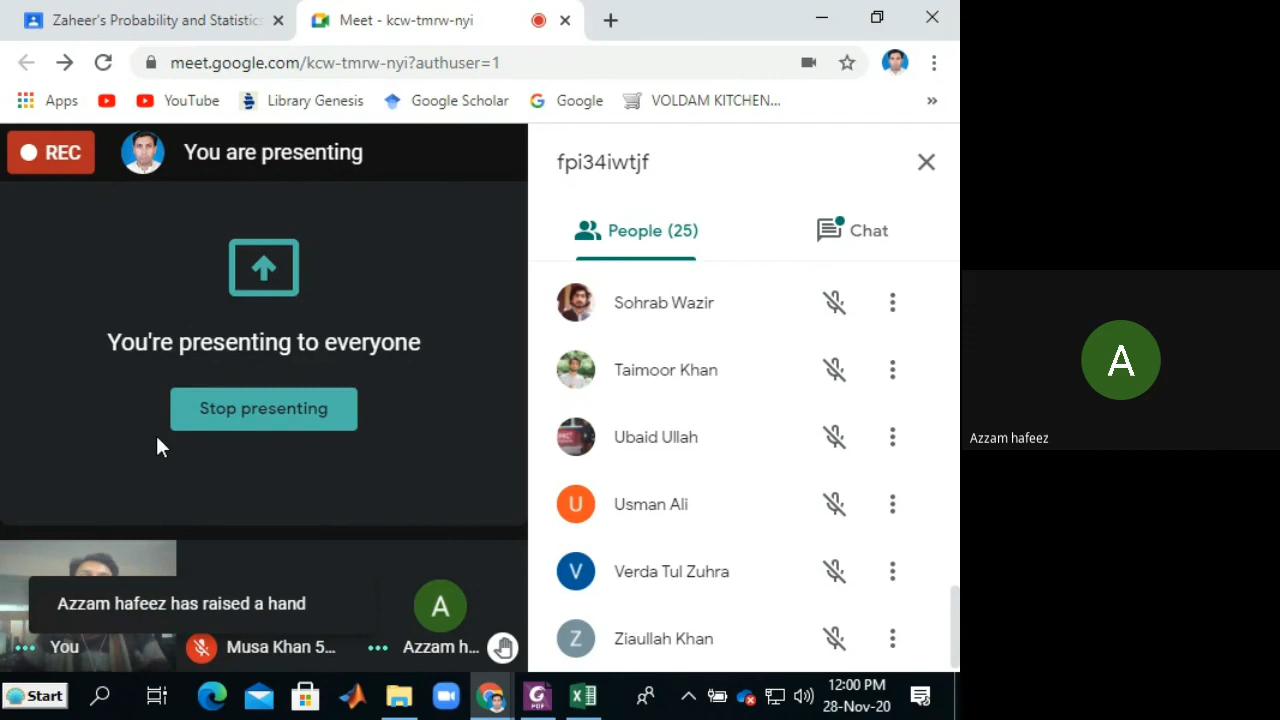 Zaheer's Probability and Statistics
Meet - kcw-tmrw-nyi
meet.google.com/kcw-tmrw-nyi?authuser=1
Apps
YouTube
Library Genesis
Google Scholar
G
Google
VOLDAM KITCHEN...
»
REC
You are presenting
fpi34iwtjf
People (25)
Chat
You're presenting to everyone
Stop presenting
Sohrab Wazir
Taimoor Khan
Ubaid Ullah
U
Usman Ali
V
Verda Tul Zuhra
Z
Ziaullah Khan
Azzam hafeez has raised a hand
A
You
Musa Khan 5...
Azzam h...
A
Azzam hafeez
Start
12:00 PM
28-Nov-20